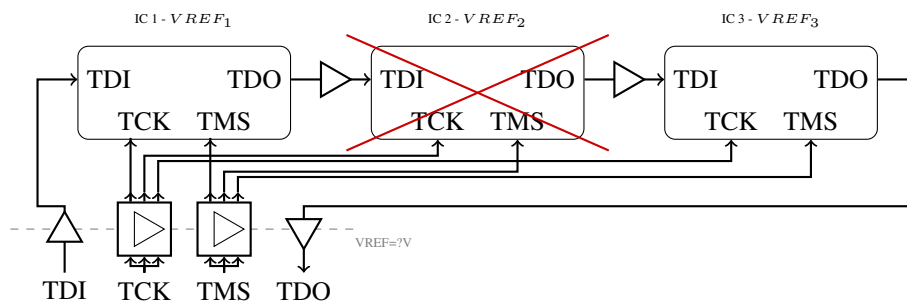 IC 1 - VREF₁ IC 2 - VREF₂ IC 3 - VREF₃
TDI TDO TDI TDO TDI TDO
TCK TMS TCK TMS TCK TMS
VREF=?V
TDI TCK TMS TDO